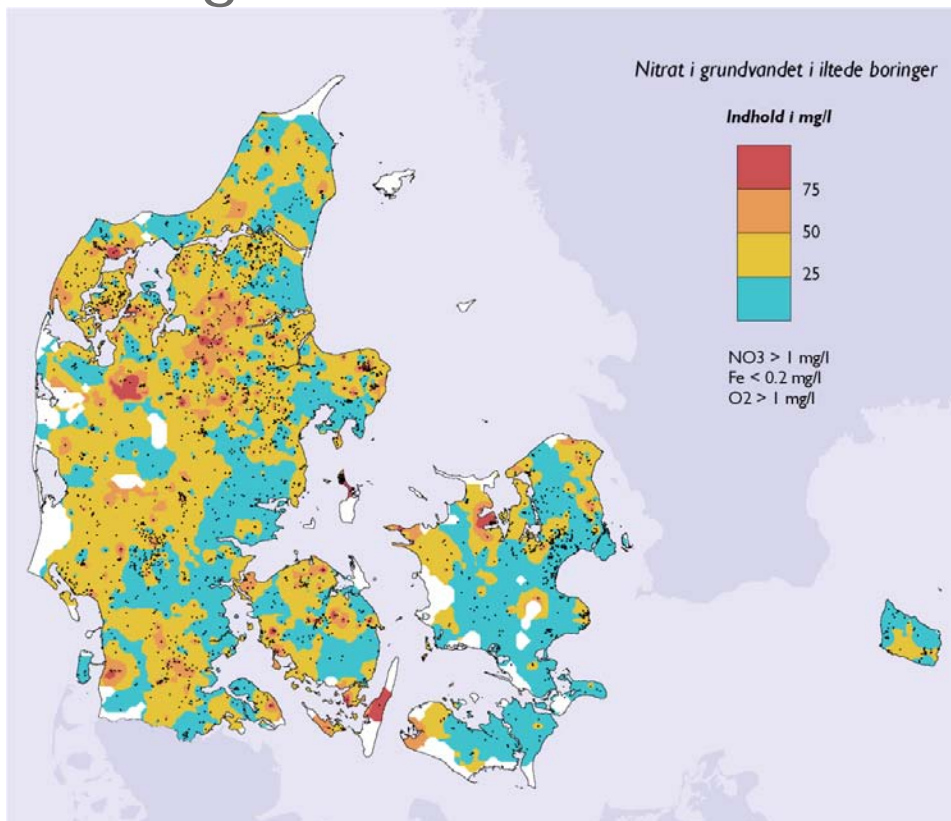 Nitrat i grundvandet i iltede boringer
Indhold i mg/l
75
50
25
NO3 > 1 mg/l
Fe < 0.2 mg/l
O2 > 1 mg/l